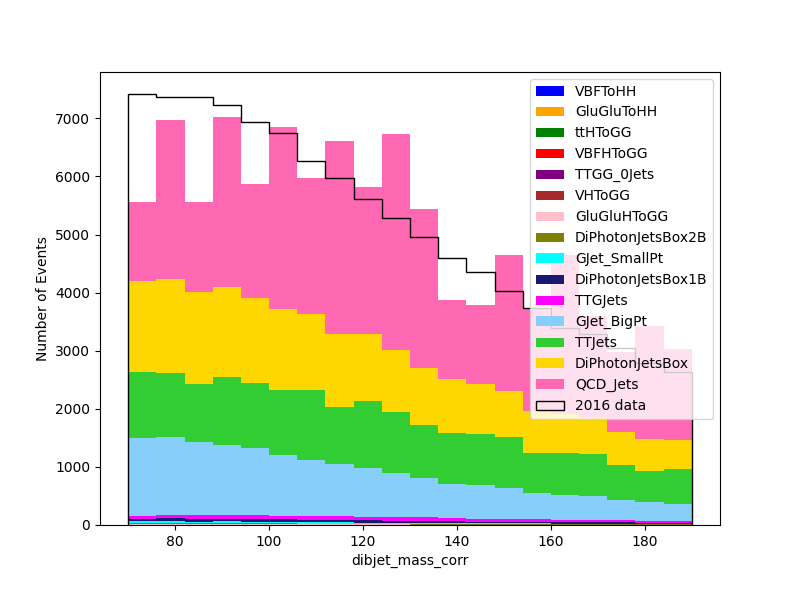 7000
6000
5000
4000
3000
2000
1000
0
Number of Events
80
100
120
140
160
180
dibjet_mass_corr
VBFToHH
GluGluToHH
ttHToGG
VBFHToGG
TTGG_0Jets
VHToGG
GluGluHToGG
DiPhotonJetsBox2B
GJet_SmallPt
DiPhotonJetsBox1B
TTGJets
GJet_BigPt
TTJets
DiPhotonJetsBox
QCD_Jets
2016 data